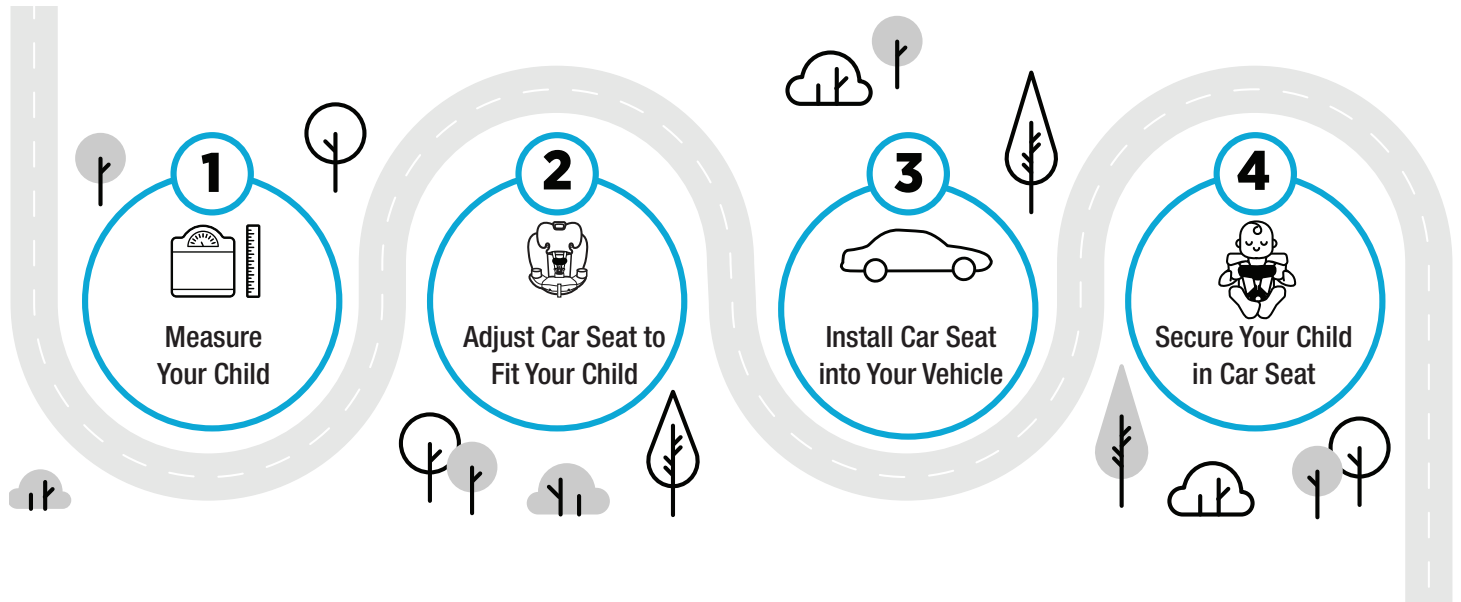 1
Measure
Your Child
2
Adjust Car Seat to
Fit Your Child
3
Install Car Seat
into Your Vehicle
4
Secure Your Child
in Car Seat